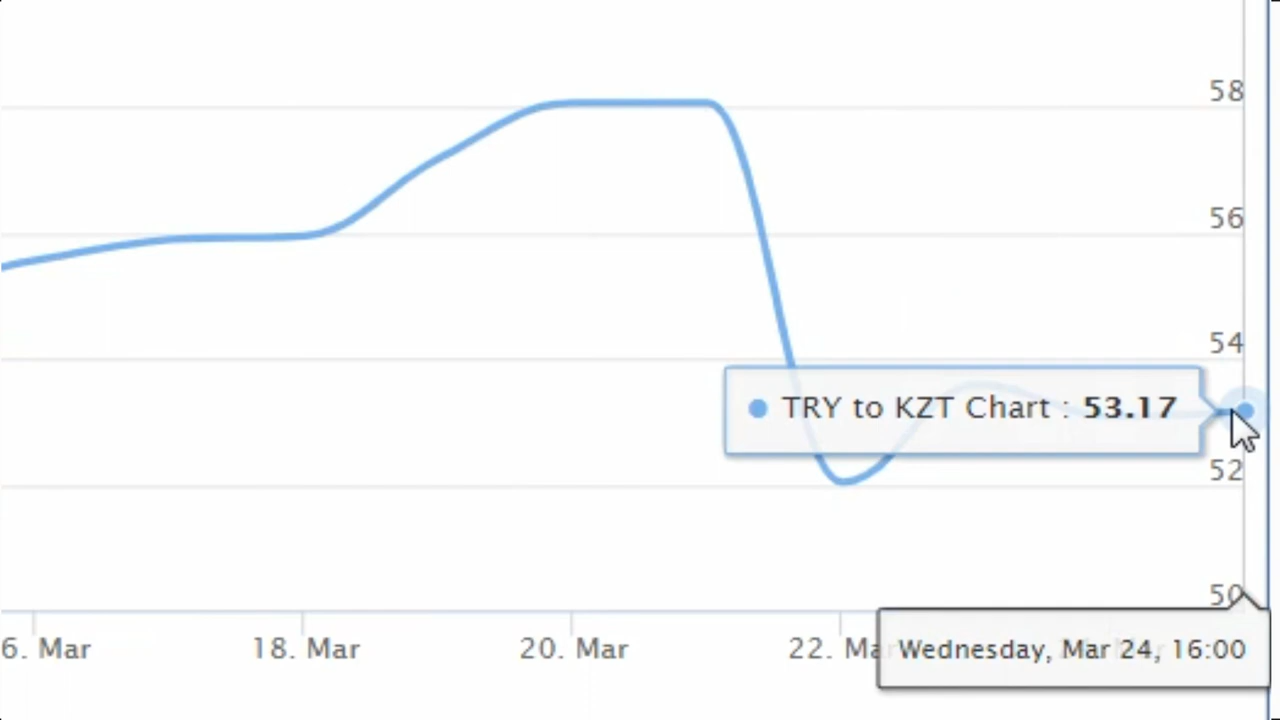 58
56
54
TRY to KZT Chart : 53.17
52
50
6. Mar 18. Mar 20. Mar 22. Mar
Wednesday, Mar 24, 16:00